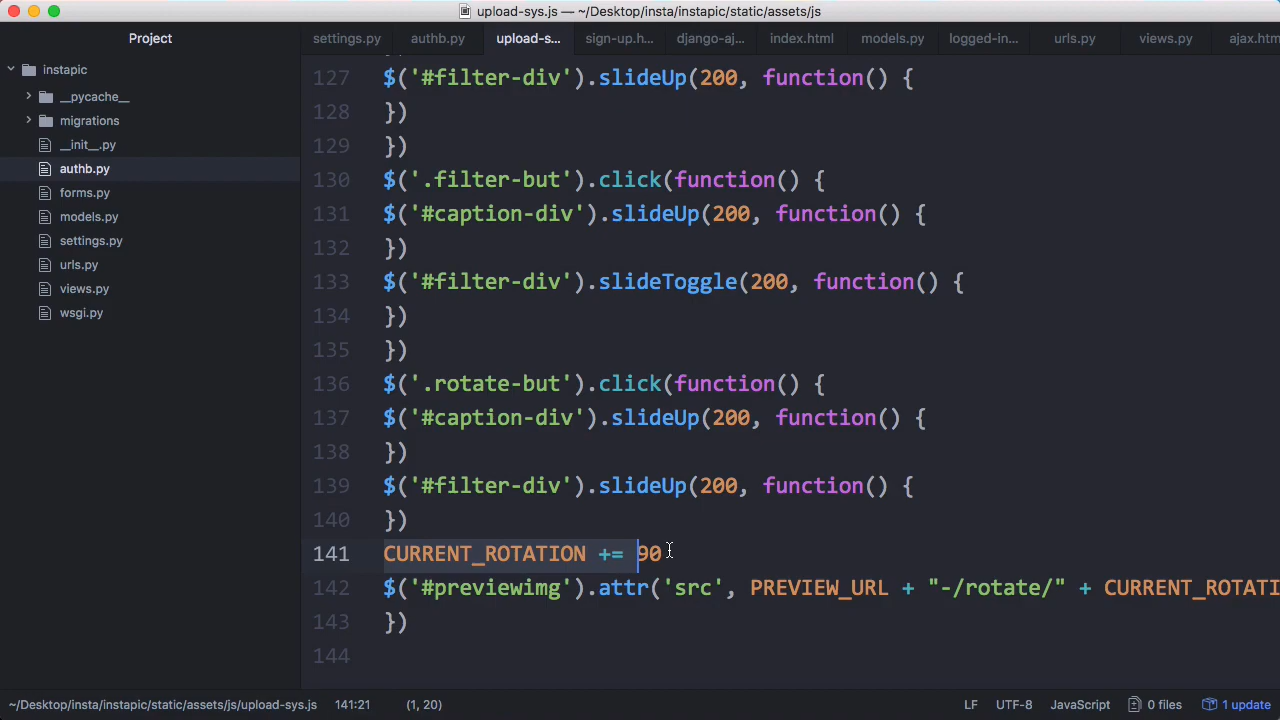 upload-sys.js — ~/Desktop/insta/instapic/static/assets/js
Project
settings.py authb.py upload-s... sign-up.h... django-aj... index.html models.py logged-in... urls.py views.py ajax.htm
instapic
__pycache__
migrations
__init__.py
authb.py
forms.py
models.py
settings.py
urls.py
views.py
wsgi.py
127 $('#filter-div').slideUp(200, function() {
128 })
129 })
130 $('.filter-but').click(function() {
131 $('#caption-div').slideUp(200, function() {
132 })
133 $('#filter-div').slideToggle(200, function() {
134 })
135 })
136 $('.rotate-but').click(function() {
137 $('#caption-div').slideUp(200, function() {
138 })
139 $('#filter-div').slideUp(200, function() {
140 })
141 CURRENT_ROTATION += 90
142 $('#previewimg').attr('src', PREVIEW_URL + "-/rotate/" + CURRENT_ROTATI
143 })
144
~/Desktop/insta/instapic/static/assets/js/upload-sys.js 141:21 (1, 20) LF UTF-8 JavaScript 0 files 1 update